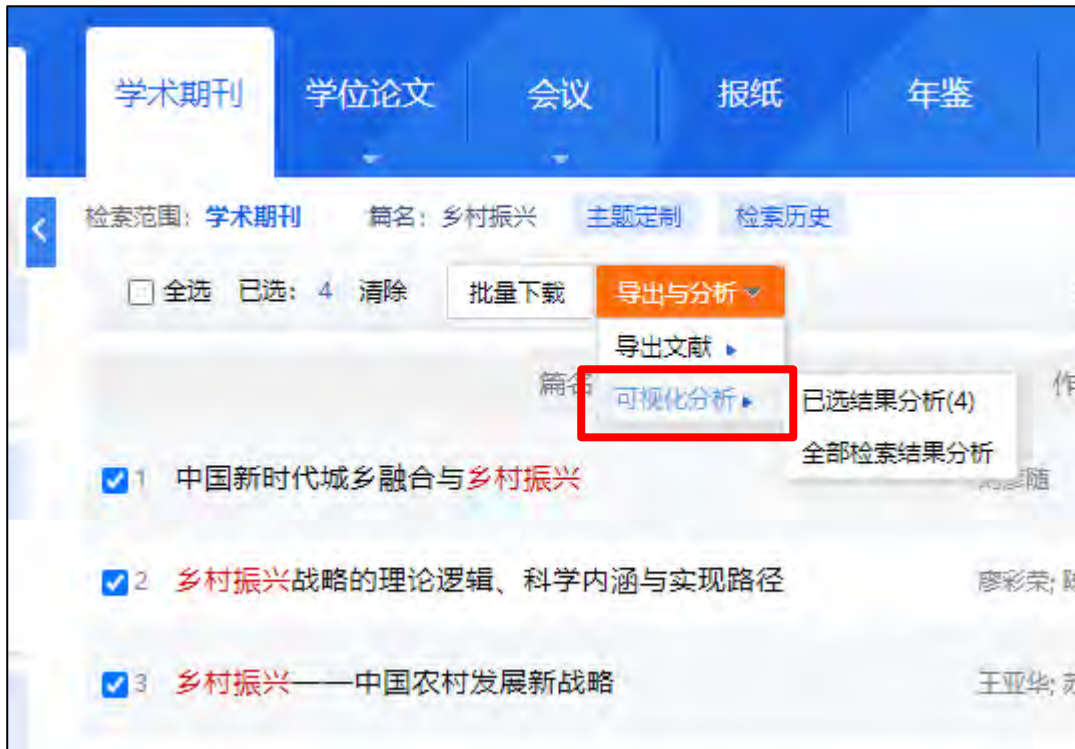 学术期刊 学位论文 会议 报纸 年鉴
检索范围：学术期刊 篇名：乡村振兴 主题定制 检索历史
全选 已选： 4 清除 批量下载 导出与分析
导出文献
篇名 可视化分析 已选结果分析(4) 作
全部检索结果分析
1 中国新时代城乡融合与乡村振兴
2 乡村振兴战略的理论逻辑、科学内涵与实现路径 廖彩荣;
3 乡村振兴——中国农村发展新战略 王亚华;